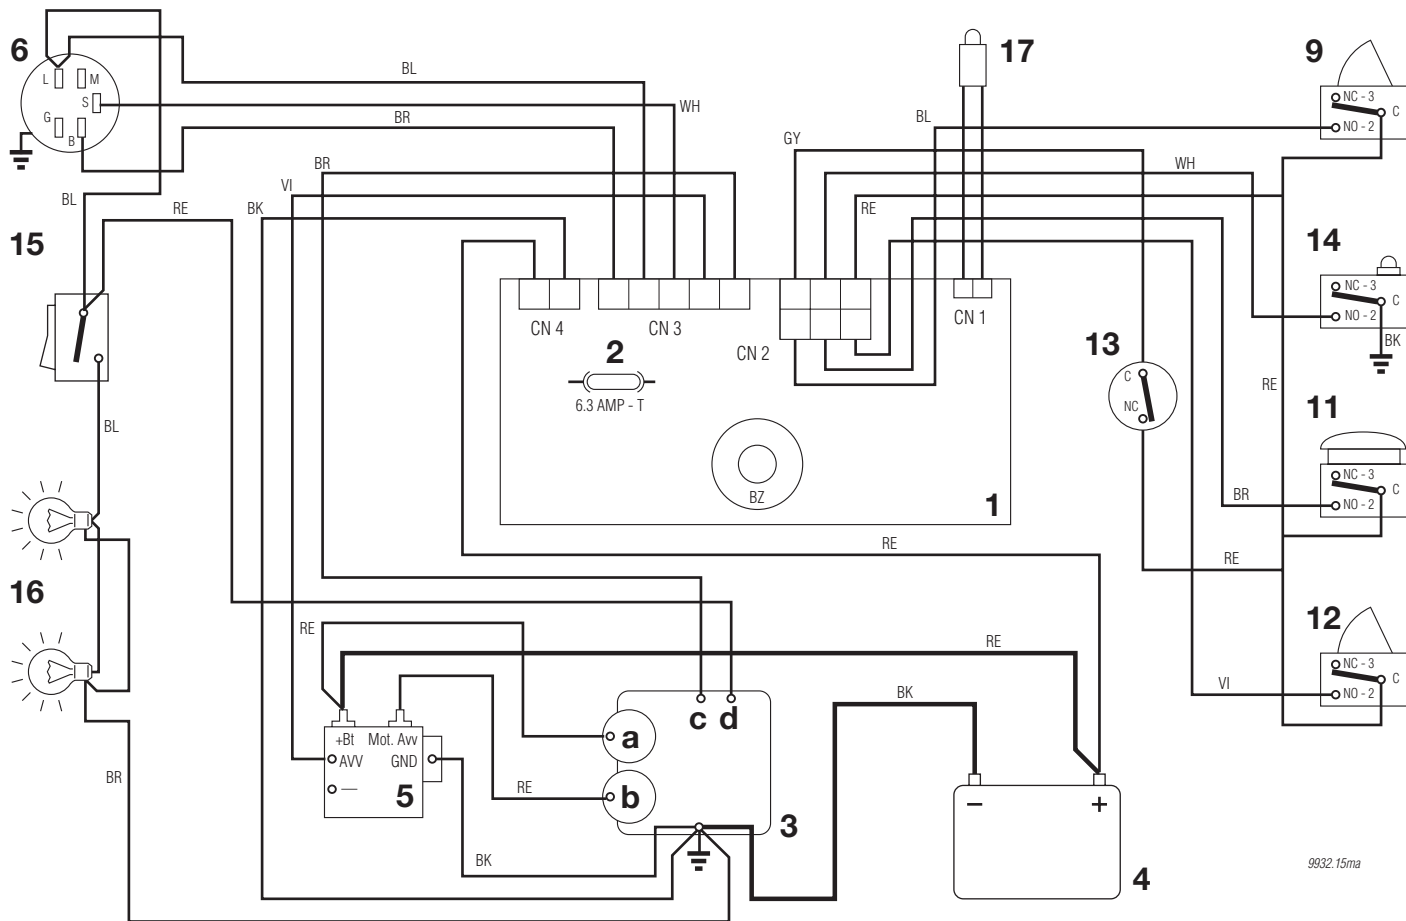 6
L
M
S
G
B
BL
WH
BR
17
9
NC - 3
C
NO - 2
BL
GY
BR
WH
VI
BL
RE
BK
RE
15
14
NC - 3
C
NO - 2
BK
CN 4
CN 3
CN 2
CN 1
2
6.3 AMP - T
13
C
NC
RE
11
NC - 3
C
NO - 2
BL
BZ
1
BR
RE
RE
16
12
NC - 3
C
NO - 2
RE
RE
VI
BK
c d
+Bt
Mot. Avv
a
AVV
GND
BR
5
RE
b
3
− +
BK
4
9932.15ma